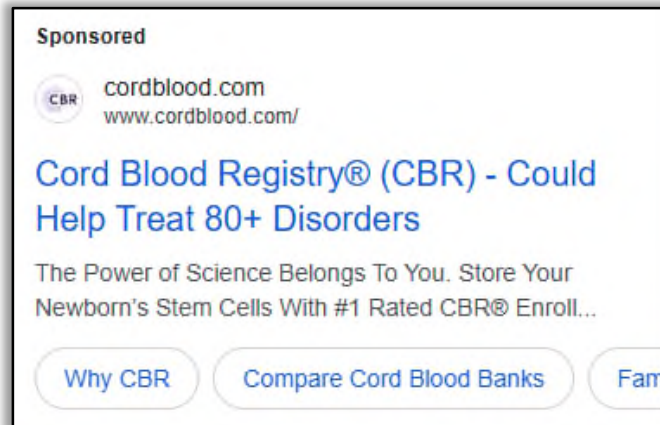 Sponsored
CBR
cordblood.com
www.cordblood.com/
Cord Blood Registry® (CBR) - Could
Help Treat 80+ Disorders
The Power of Science Belongs To You. Store Your
Newborn's Stem Cells With #1 Rated CBR® Enroll...
Why CBR
Compare Cord Blood Banks
Fam